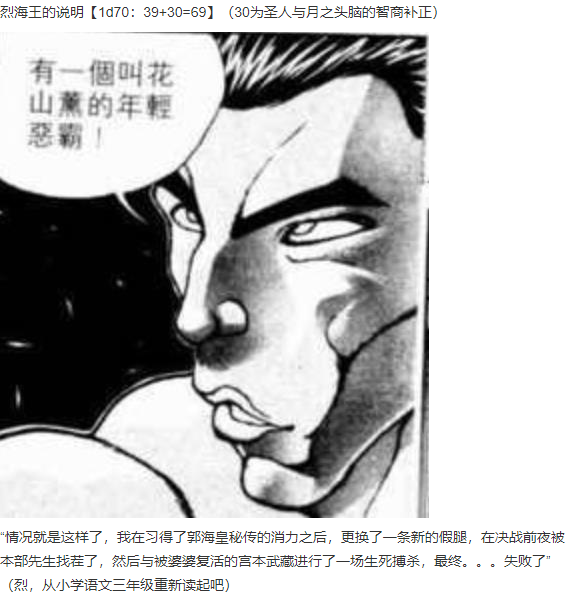 烈海王的说明【1d70：39+30=69】（30为圣人与月之头脑的智商补正）
有一個叫花
山薰的年輕
惡霸！
“情况就是这样了，我在习得了郭海皇秘传的消力之后，更换了一条新的假腿，在决战前夜被
本部先生找茬了，然后与被婆婆复活的宫本武藏进行了一场生死搏杀，最终。。。失败了”
（烈，从小学语文三年级重新读起吧）